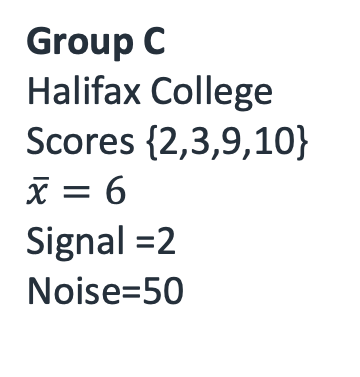 Group C
Halifax College
Scores {2,3,9,10}
x̄ = 6
Signal =2
Noise=50